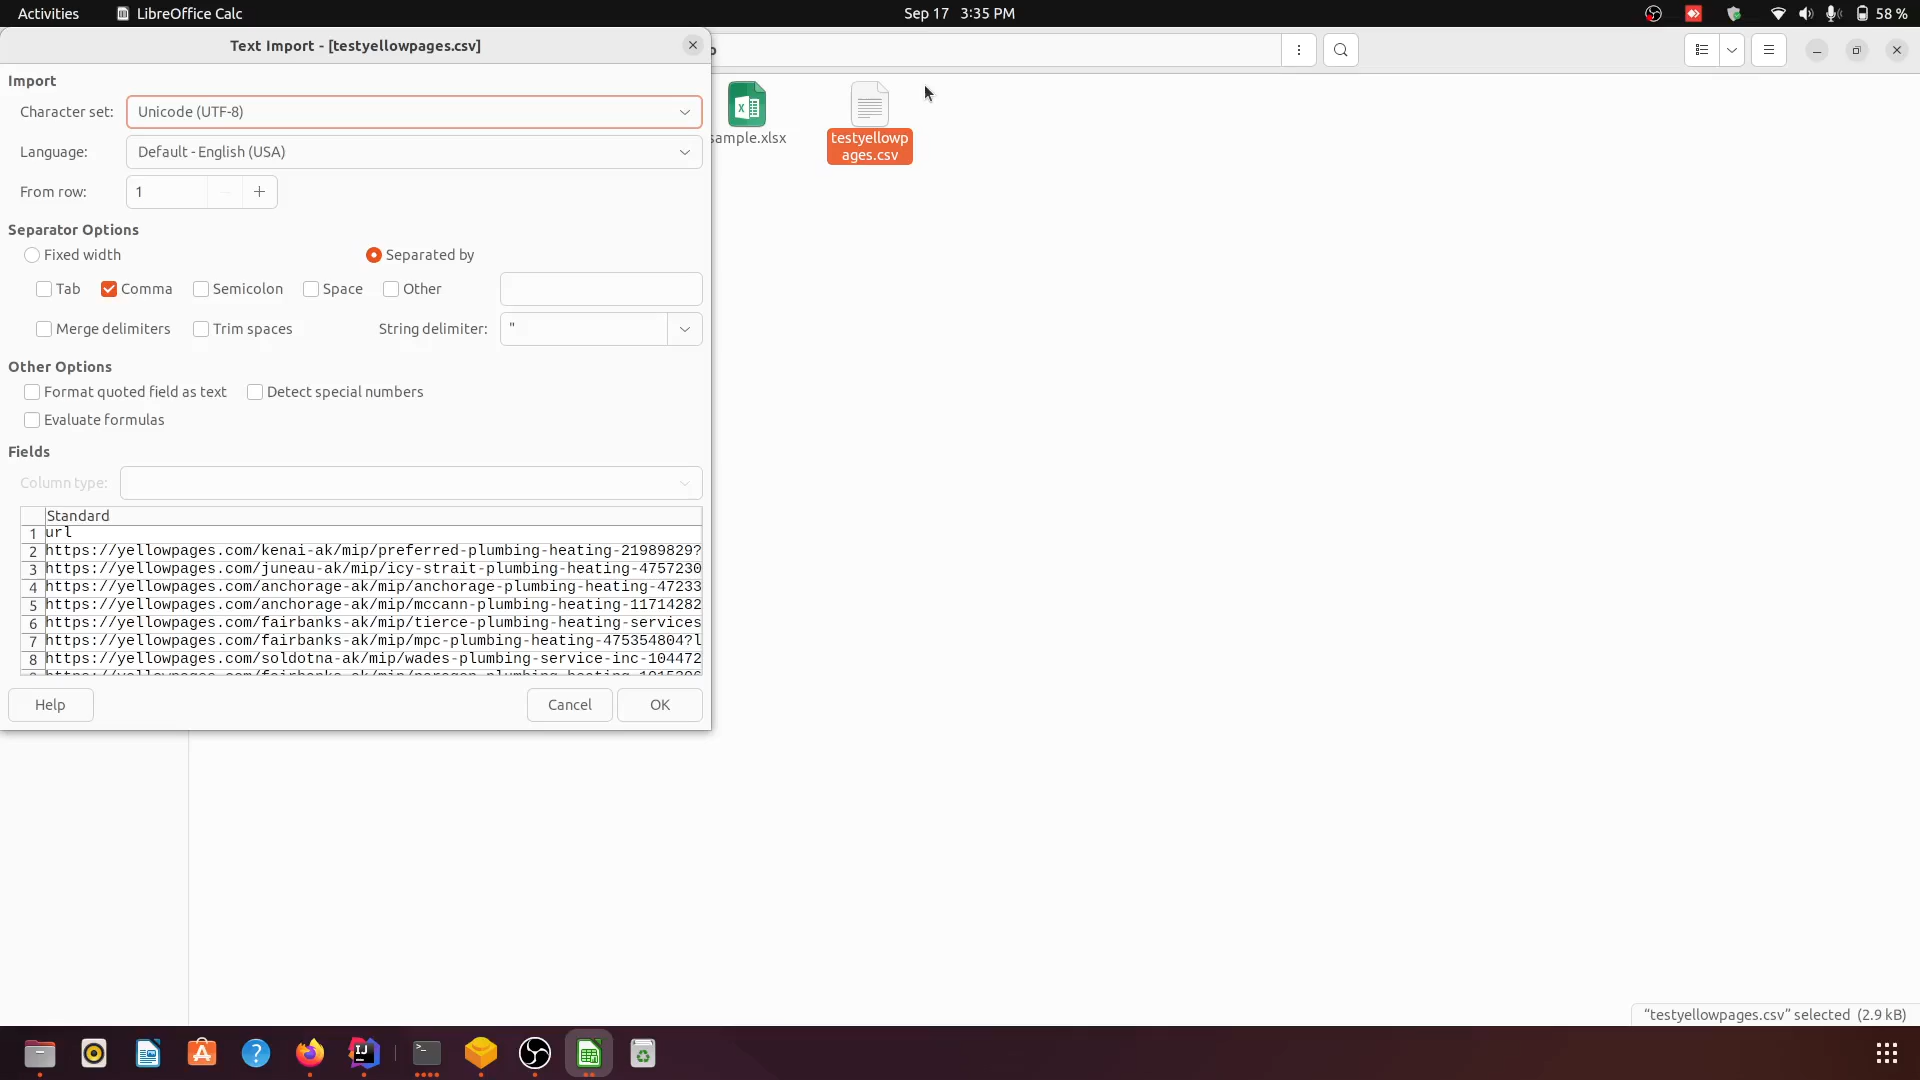 Activities LibreOffice Calc Sep 17 3:35 PM 58 %
Text Import - [testyellowpages.csv]
Import
Character set: Unicode (UTF-8)
sample.xlsx
testyellowp
ages.csv
Language: Default - English (USA)
From row: 1
Separator Options
Fixed width Separated by
Tab Comma Semicolon Space Other
Merge delimiters Trim spaces String delimiter: "
Other Options
Format quoted field as text Detect special numbers
Evaluate formulas
Fields
Column type:
Standard
1 url
2 https://yellowpages.com/kenai-ak/mip/preferred-plumbing-heating-21989829?
3 https://yellowpages.com/juneau-ak/mip/icy-strait-plumbing-heating-4757230
4 https://yellowpages.com/anchorage-ak/mip/anchorage-plumbing-heating-47233
5 https://yellowpages.com/anchorage-ak/mip/mccann-plumbing-heating-11714282
6 https://yellowpages.com/fairbanks-ak/mip/tierce-plumbing-heating-services
7 https://yellowpages.com/fairbanks-ak/mip/mpc-plumbing-heating-475354804?l
8 https://yellowpages.com/soldotna-ak/mip/wades-plumbing-service-inc-104472
Help Cancel OK
"testyellowpages.csv" selected (2.9 kB)